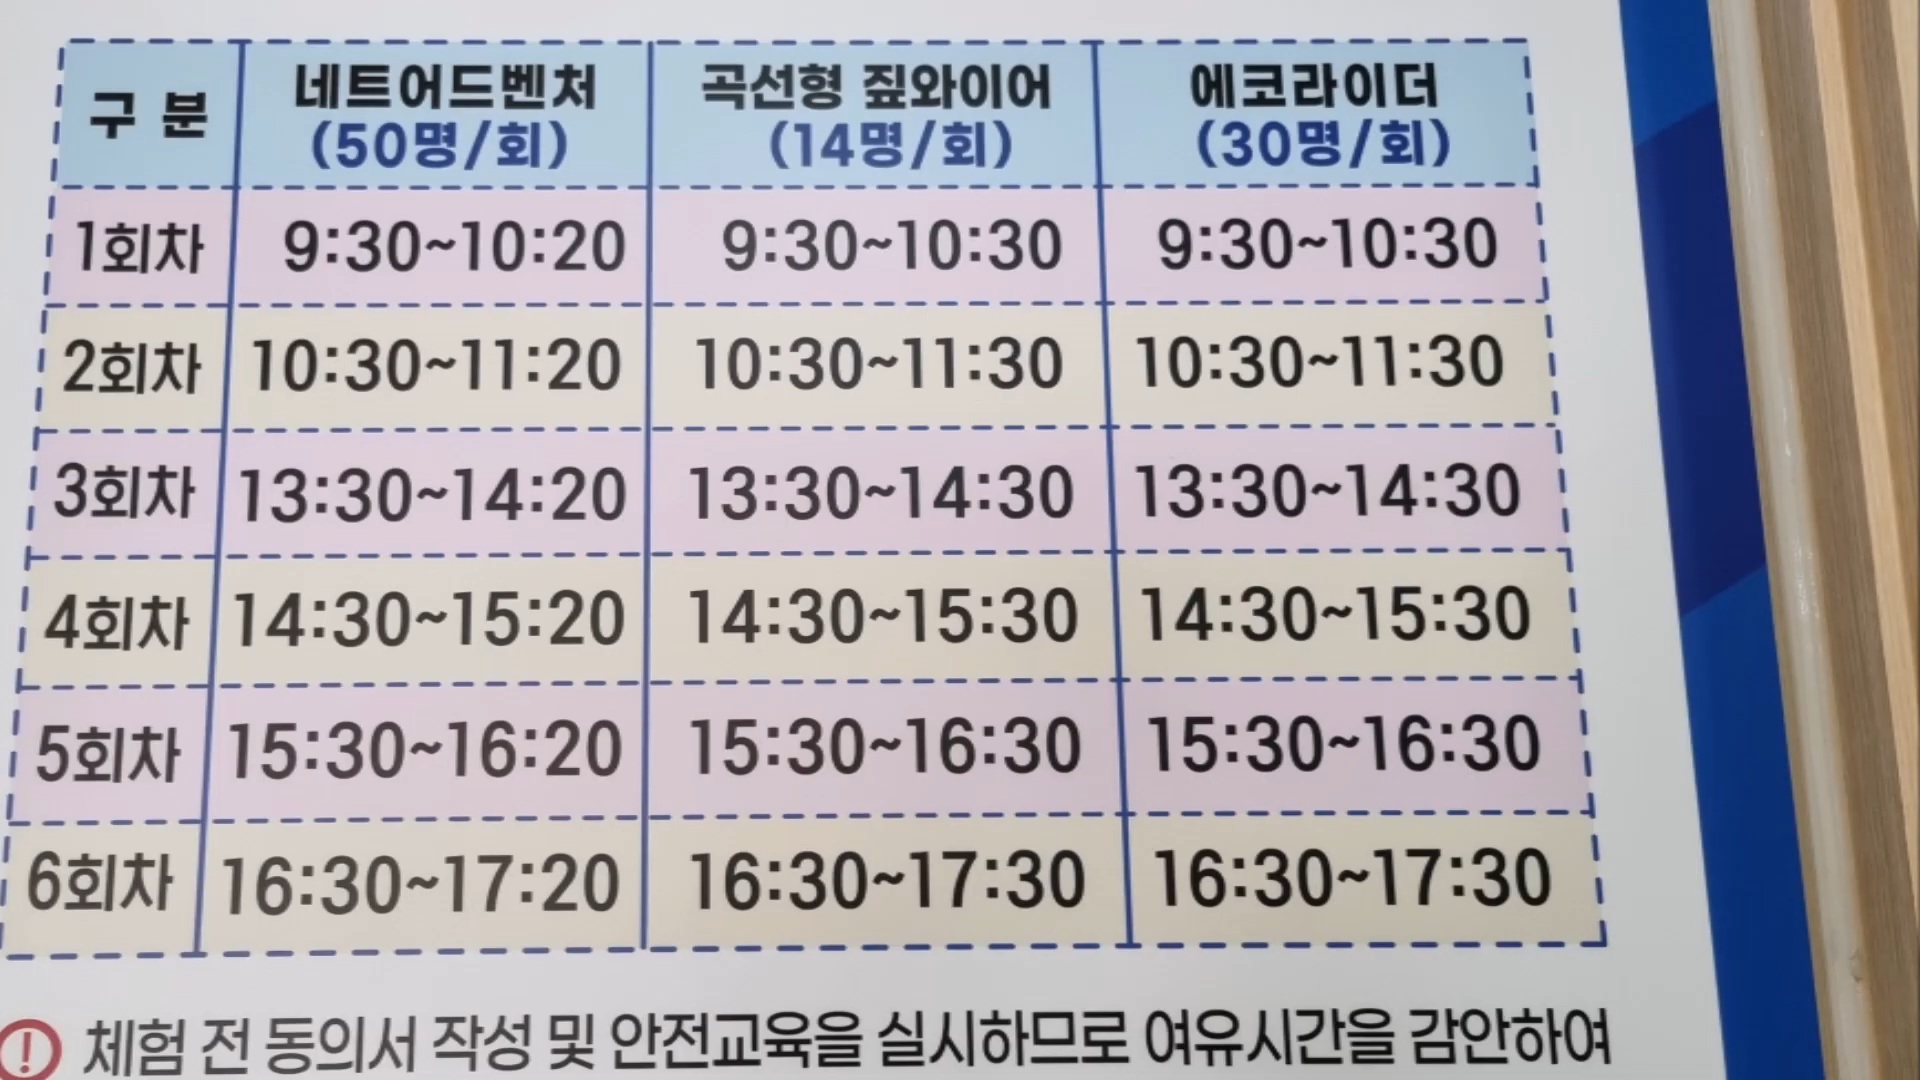 구 분 네트어드벤처 (50명/회) 곡선형 짚와이어 (14명/회) 에코라이더 (30명/회)
1회차 9:30~10:20 9:30~10:30 9:30~10:30
2회차 10:30~11:20 10:30~11:30 10:30~11:30
3회차 13:30~14:20 13:30~14:30 13:30~14:30
4회차 14:30~15:20 14:30~15:30 14:30~15:30
5회차 15:30~16:20 15:30~16:30 15:30~16:30
6회차 16:30~17:20 16:30~17:30 16:30~17:30
! 체험 전 동의서 작성 및 안전교육을 실시하므로 여유시간을 감안하여